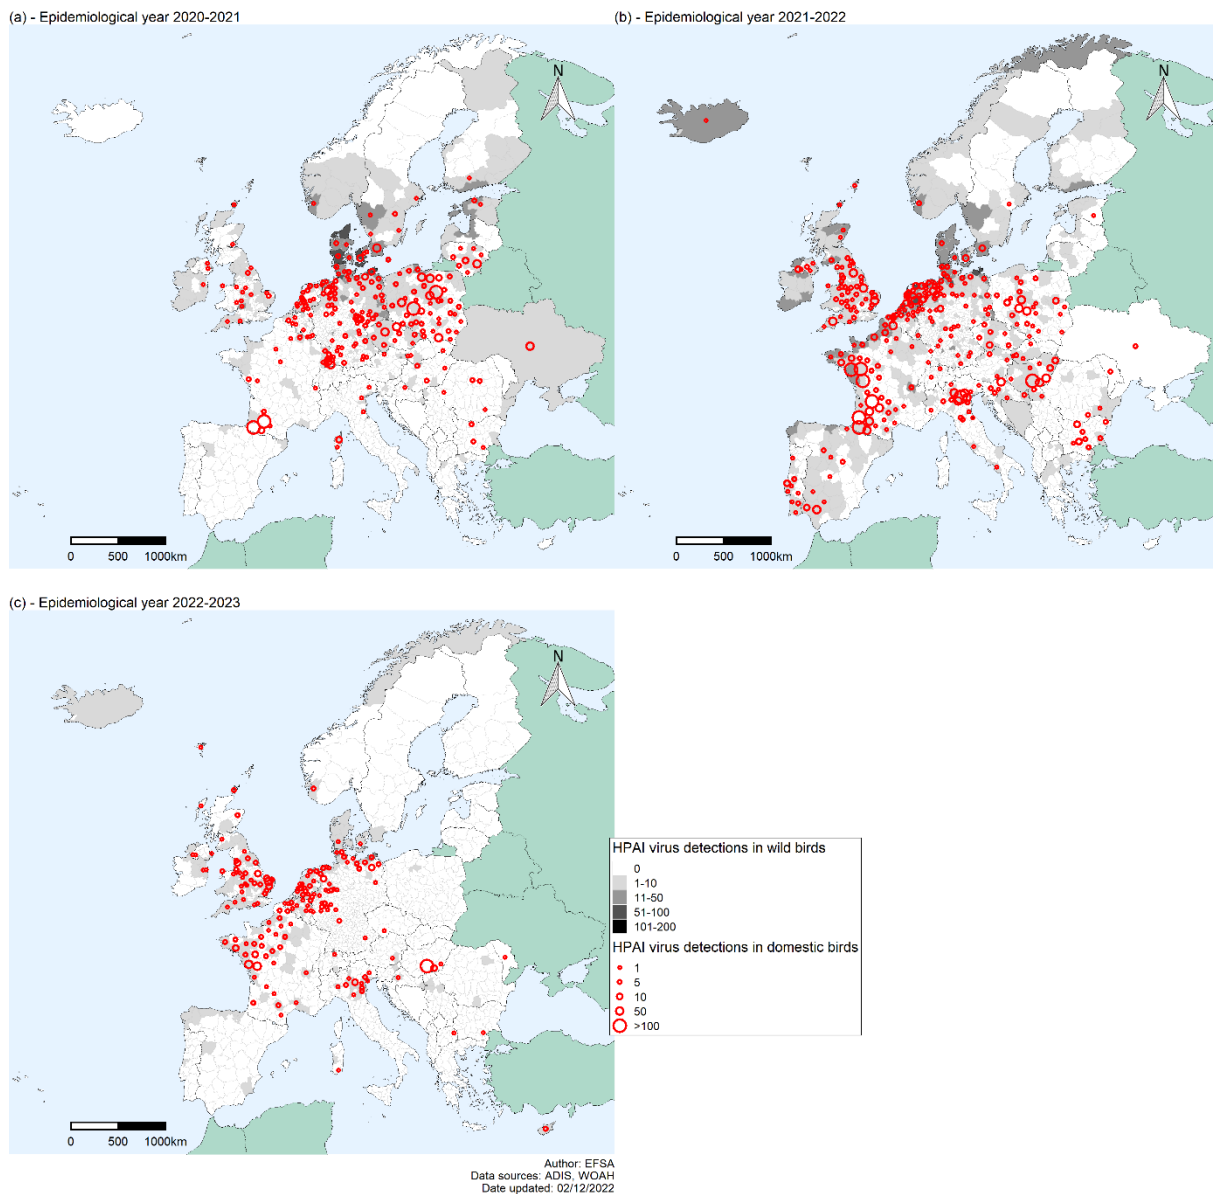 (a) - Epidemiological year 2020-2021
N
0 500 1000km
(b) - Epidemiological year 2021-2022
N
0 500 1000km
(c) - Epidemiological year 2022-2023
N
0 500 1000km
HPAI virus detections in wild birds
0
1-10
11-50
51-100
101-200
HPAI virus detections in domestic birds
1
5
10
50
>100
Author: EFSA
Data sources: ADIS, WOAH
Date updated: 02/12/2022